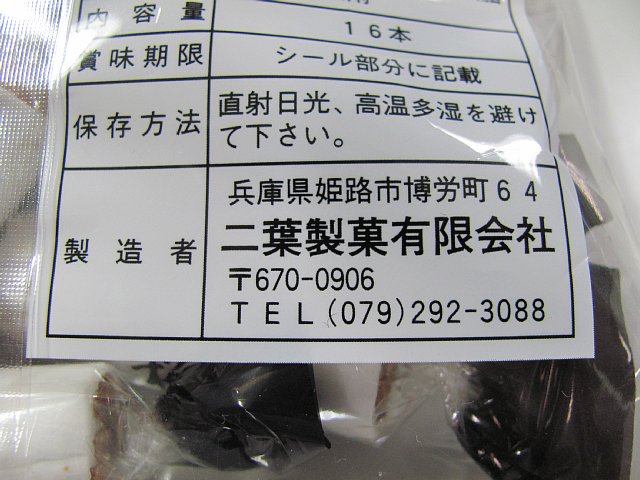 内容量 16本
賞味期限 シール部分に記載
保存方法 直射日光、高温多湿を避け
て下さい。
製造者 兵庫県姫路市博労町64
二葉製菓有限会社
〒670-0906
TEL(079)292-3088